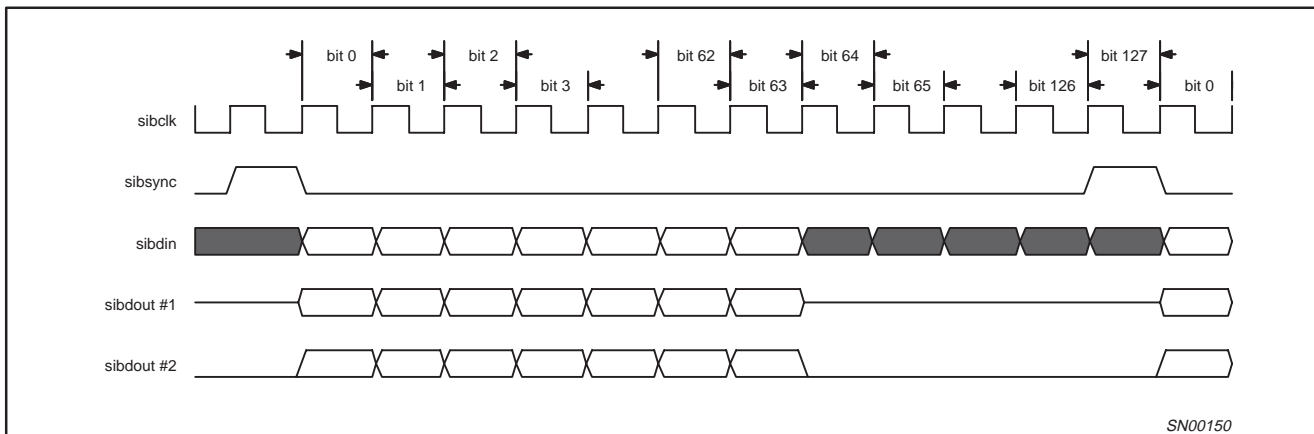 bit 0 bit 2 bit 62 bit 64 bit 127
bit 1 bit 3 bit 63 bit 65 bit 126 bit 0
sibclk
sibsync
sibdin
sibdout #1
sibdout #2
SN00150